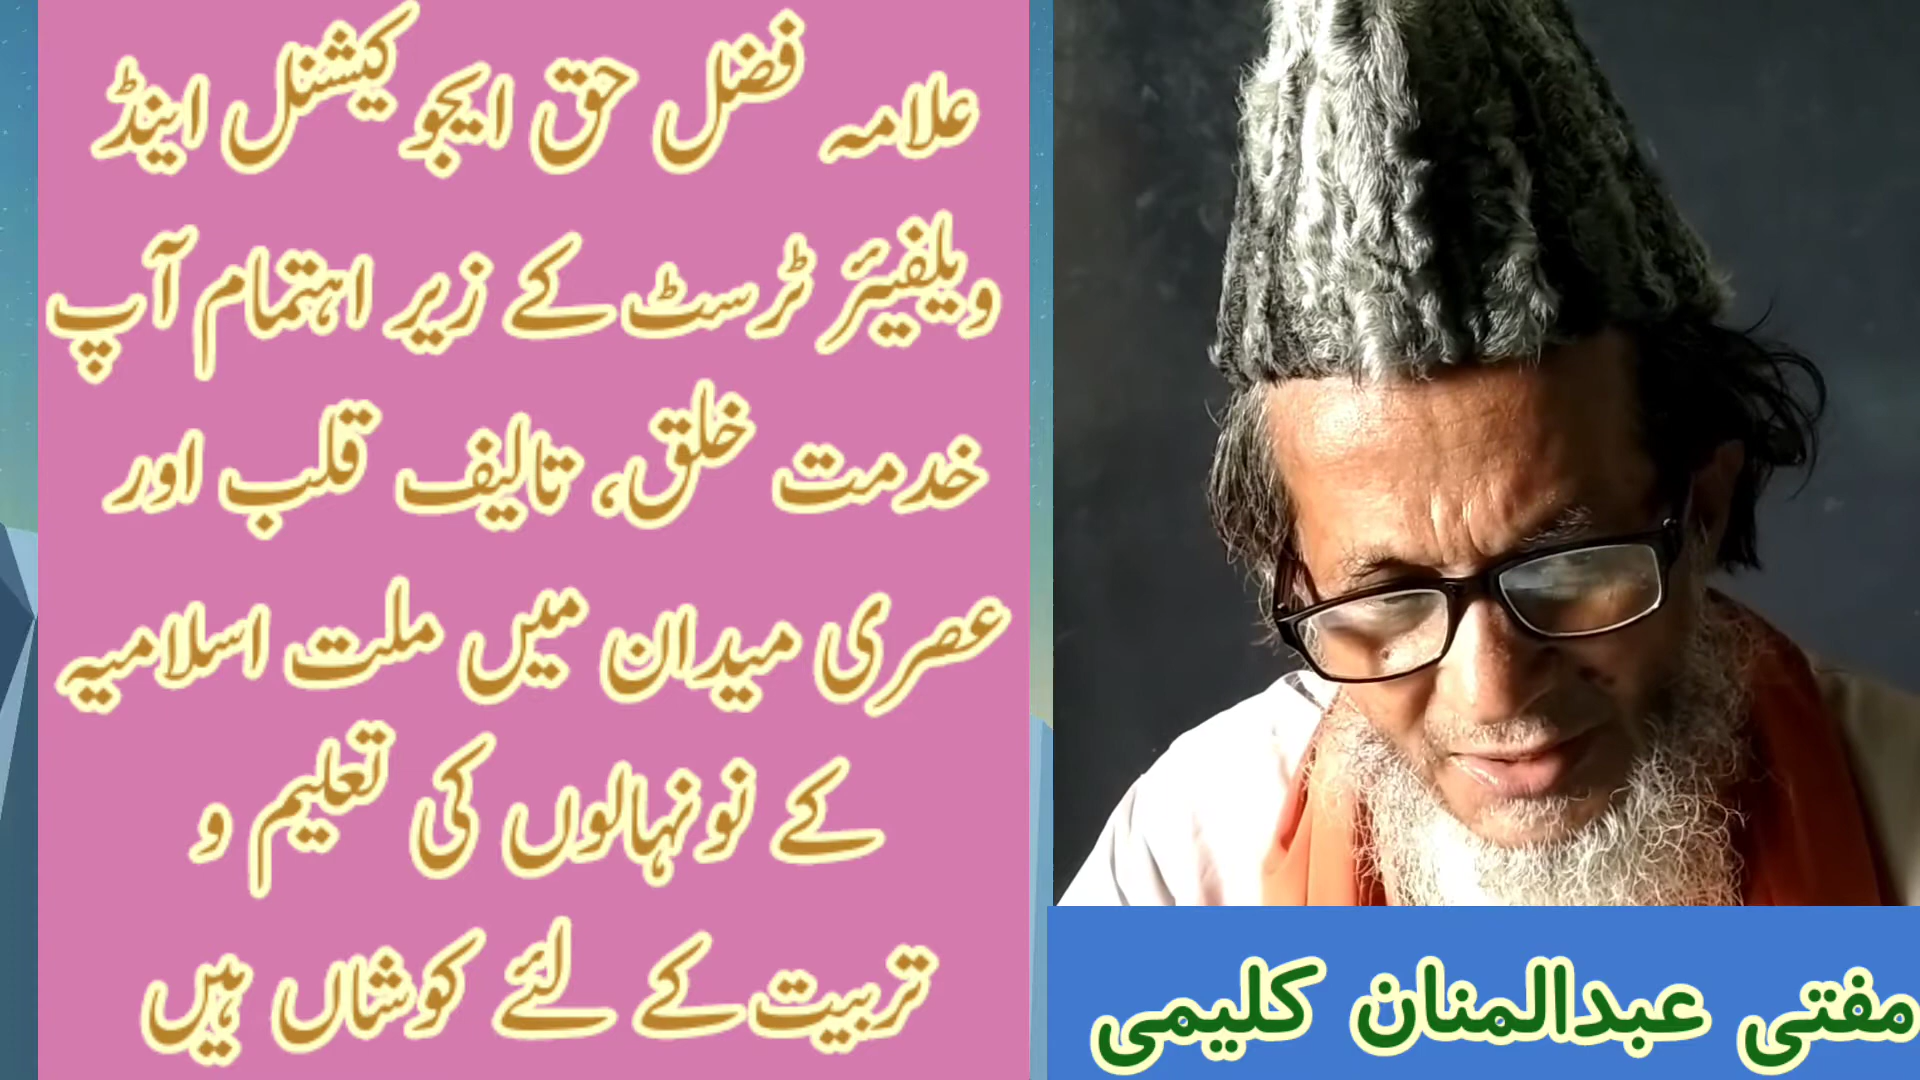 علامہ فضل حق ایجوکیشنل اینڈ
ویلفیئر ٹرسٹ کے زیر اہتمام آپ
خدمت خلق، تالیف قلب اور
عصری میدان میں ملت اسلامیہ
کے نونہالوں کی تعلیم و
تربیت کے لئے کوشاں ہیں
مفتی عبدالمنان کلیمی